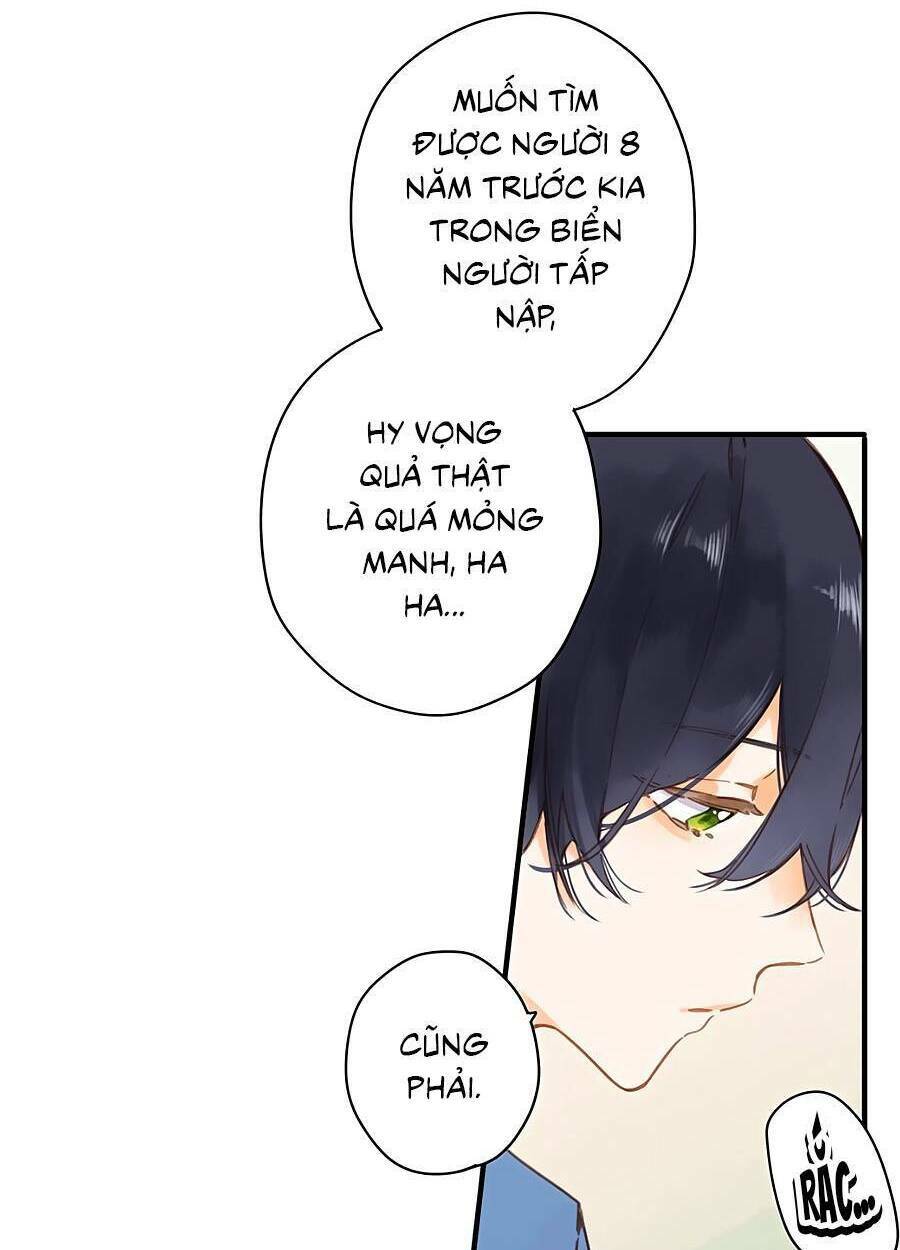 MUỐN TÌM
ĐƯỢC NGƯỜI 8
NĂM TRƯỚC KIA
TRONG BIỂN
NGƯỜI TẤP
NẬP,
HY VỌNG
QUẢ THẬT
LÀ QUÁ MỎNG
MANH, HA
HA...
CŨNG
PHẢI.
RẮC...